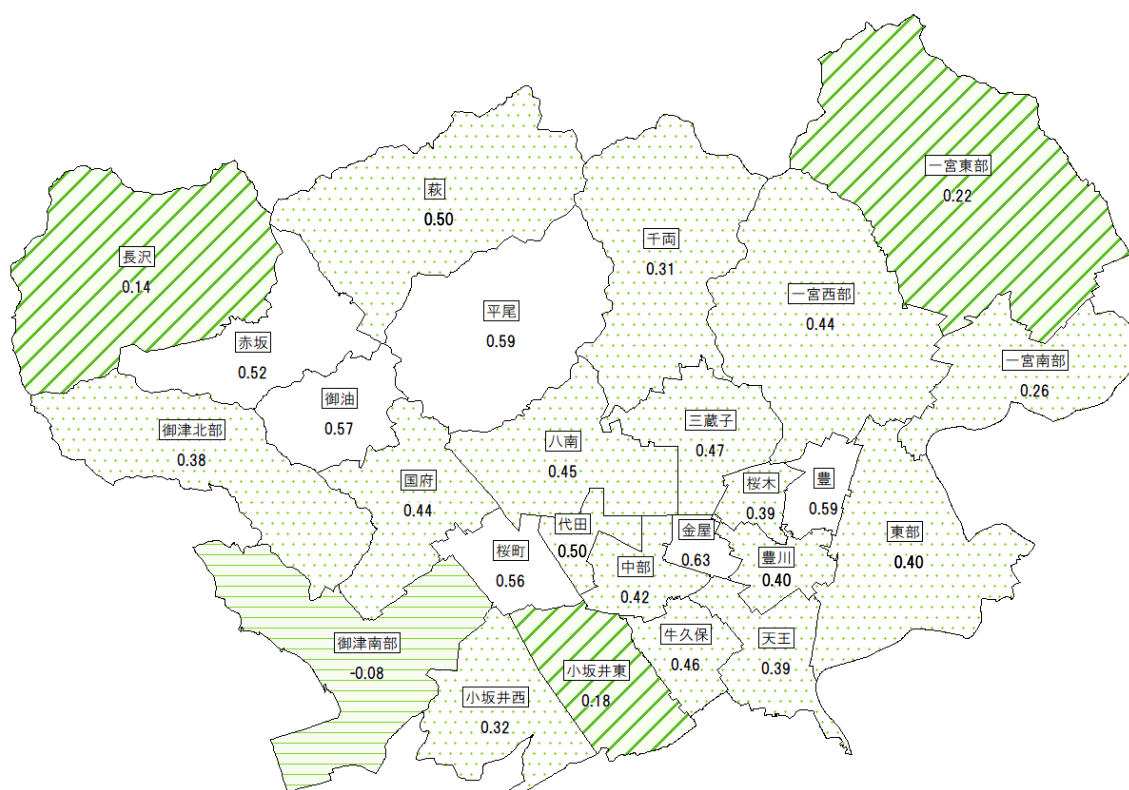 一宮東部
0.22
萩
0.50
千両
0.31
長沢
0.14
一宮西部
0.44
平尾
0.59
赤坂
0.52
一宮南部
0.26
御油
0.57
三蔵子
0.47
御津北部
0.38
八南
0.45
国府
0.44
桜木
0.39
豊
0.59
代田
0.50
金屋
0.63
東部
0.40
桜町
0.56
中部
0.42
豊川
0.40
御津南部
-0.08
牛久保
0.46
天王
0.39
小坂井東
0.18
小坂井西
0.32